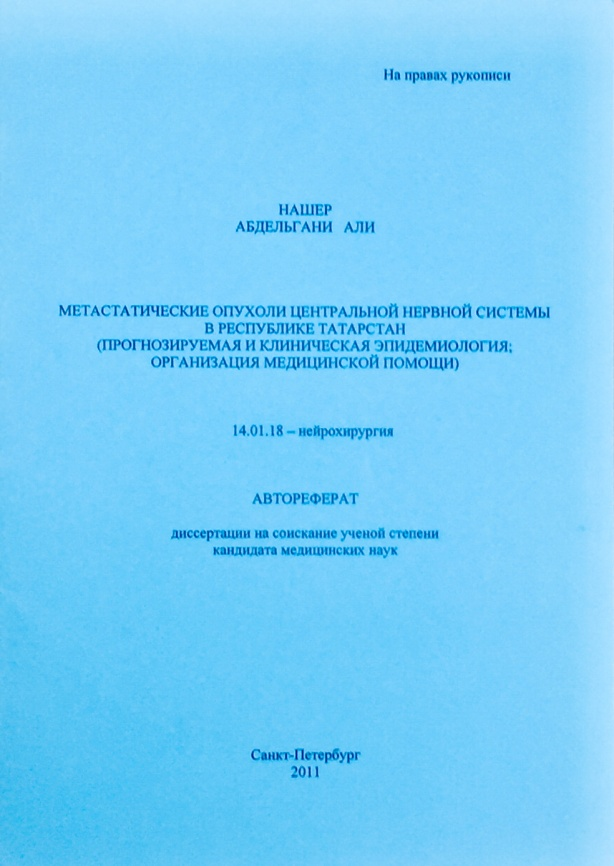 На правах рукописи
НАШЕР
АБДЕЛЬГАНИ АЛИ
МЕТАСТАТИЧЕСКИЕ ОПУХОЛИ ЦЕНТРАЛЬНОЙ НЕРВНОЙ СИСТЕМЫ
В РЕСПУБЛИКЕ ТАТАРСТАН
(ПРОГНОЗИРУЕМАЯ И КЛИНИЧЕСКАЯ ЭПИДЕМИОЛОГИЯ;
ОРГАНИЗАЦИЯ МЕДИЦИНСКОЙ ПОМОЩИ)
14.01.18 – нейрохирургия
АВТОРЕФЕРАТ
диссертации на соискание ученой степени
кандидата медицинских наук
Санкт-Петербург
2011